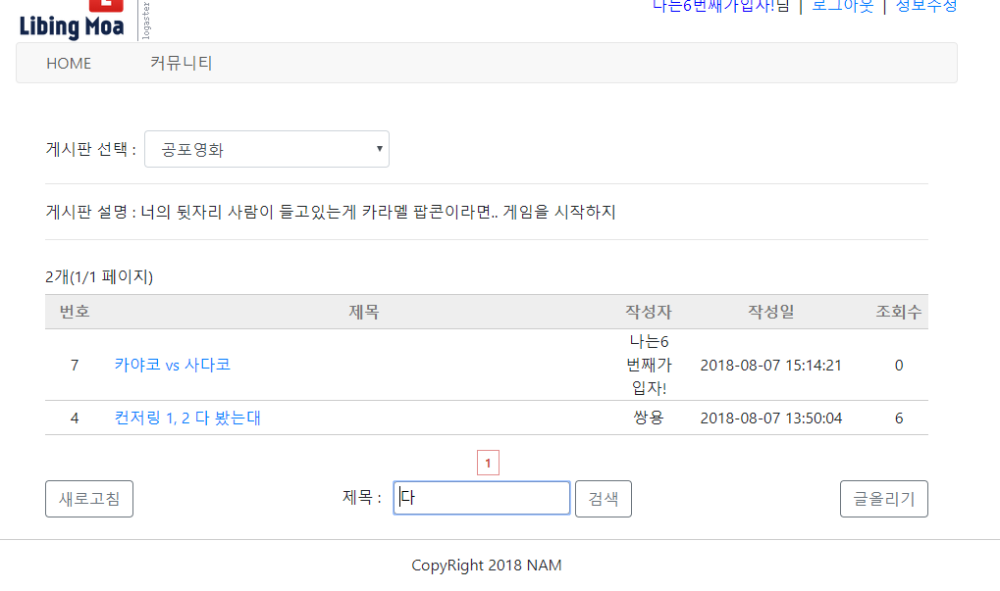 L
Libing Moa
logaster
나는6번째가입자!님 | 로그아웃 | 정보수정
HOME 커뮤니티
게시판 선택 : 공포영화
게시판 설명 : 너의 뒷자리 사람이 들고있는게 카라멜 팝콘이라면.. 게임을 시작하지
2개(1/1 페이지)
번호 제목 작성자 작성일 조회수
7 카야코 vs 사다코 나는6번째가입자! 2018-08-07 15:14:21 0
4 컨저링 1, 2 다 봤는대 쌍용 2018-08-07 13:50:04 6
1
새로고침 제목 : 다 검색 글올리기
CopyRight 2018 NAM